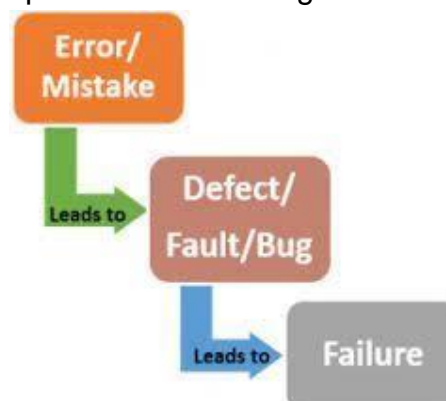 Error/
Mistake
Leads to
Defect/
Fault/Bug
Leads to
Failure